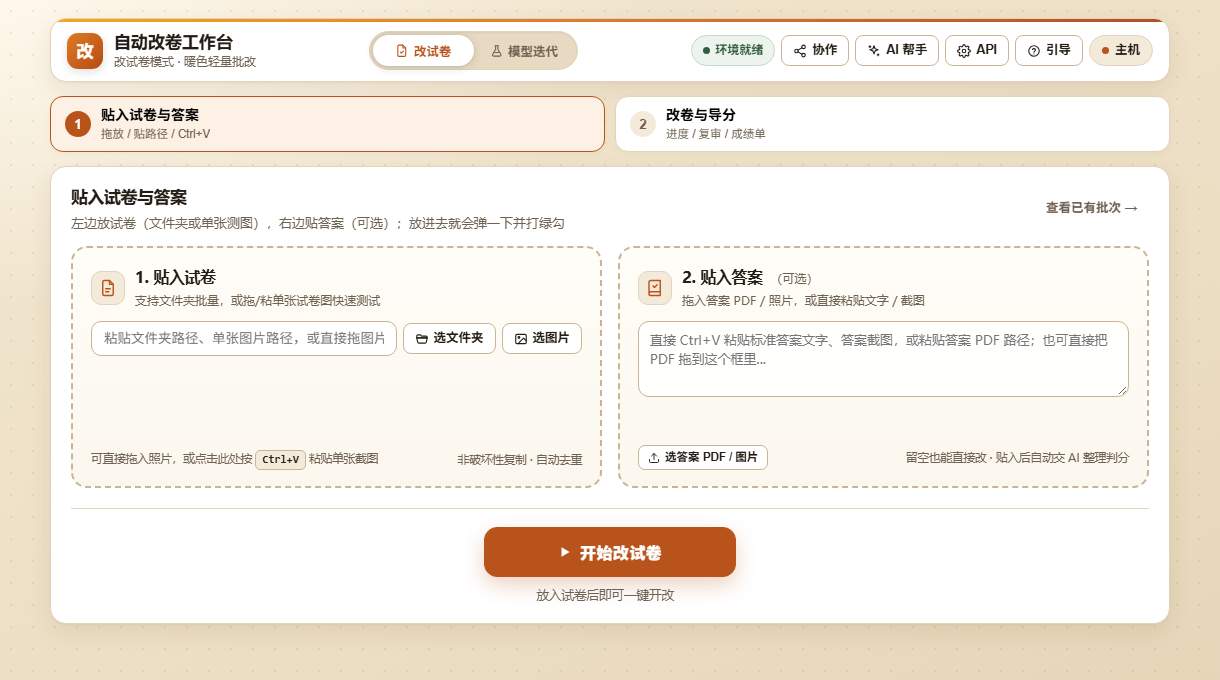 改
自动改卷工作台
改试卷模式 · 暖色轻量批改
改试卷
模型迭代
环境就绪
协作
AI 帮手
API
引导
主机
1
贴入试卷与答案
拖放 / 贴路径 / Ctrl+V
2
改卷与导分
进度 / 复审 / 成绩单
贴入试卷与答案
左边放试卷（文件夹或单张测图），右边贴答案（可选）；放进去就会弹一下并打绿勾
查看已有批次 →
1. 贴入试卷
支持文件夹批量，或拖/粘单张试卷图快速测试
粘贴文件夹路径、单张图片路径，或直接拖图片
选文件夹
选图片
可直接拖入照片，或点击此处按 Ctrl+V 粘贴单张截图
非破坏性复制 · 自动去重
2. 贴入答案 （可选）
拖入答案 PDF / 照片，或直接粘贴文字 / 截图
直接 Ctrl+V 粘贴标准答案文字、答案截图，或粘贴答案 PDF 路径；也可直接把
PDF 拖到这个框里...
选答案 PDF / 图片
留空也能直接改 · 贴入后自动交 AI 整理判分
开始改试卷
放入试卷后即可一键开改